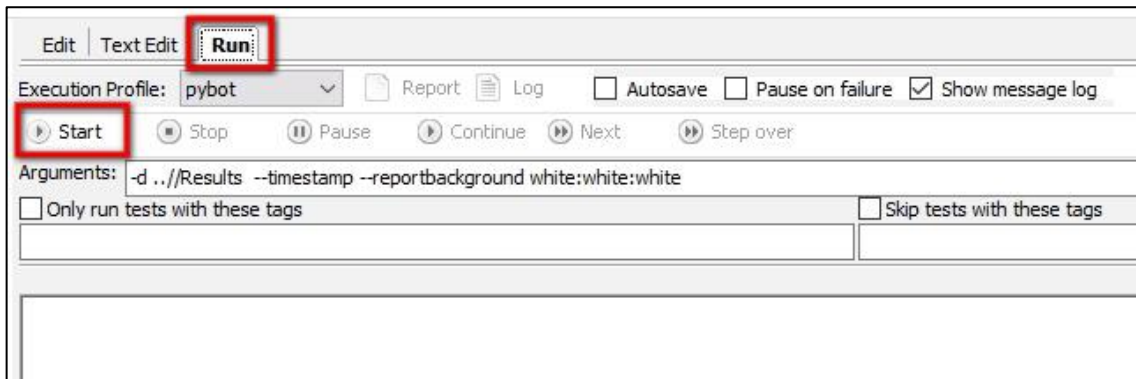 Edit Text Edit Run
Execution Profile: pybot Report Log Autosave Pause on failure Show message log
Start Stop Pause Continue Next Step over
Arguments: -d ..//Results --timestamp --reportbackground white:white:white
Only run tests with these tags Skip tests with these tags